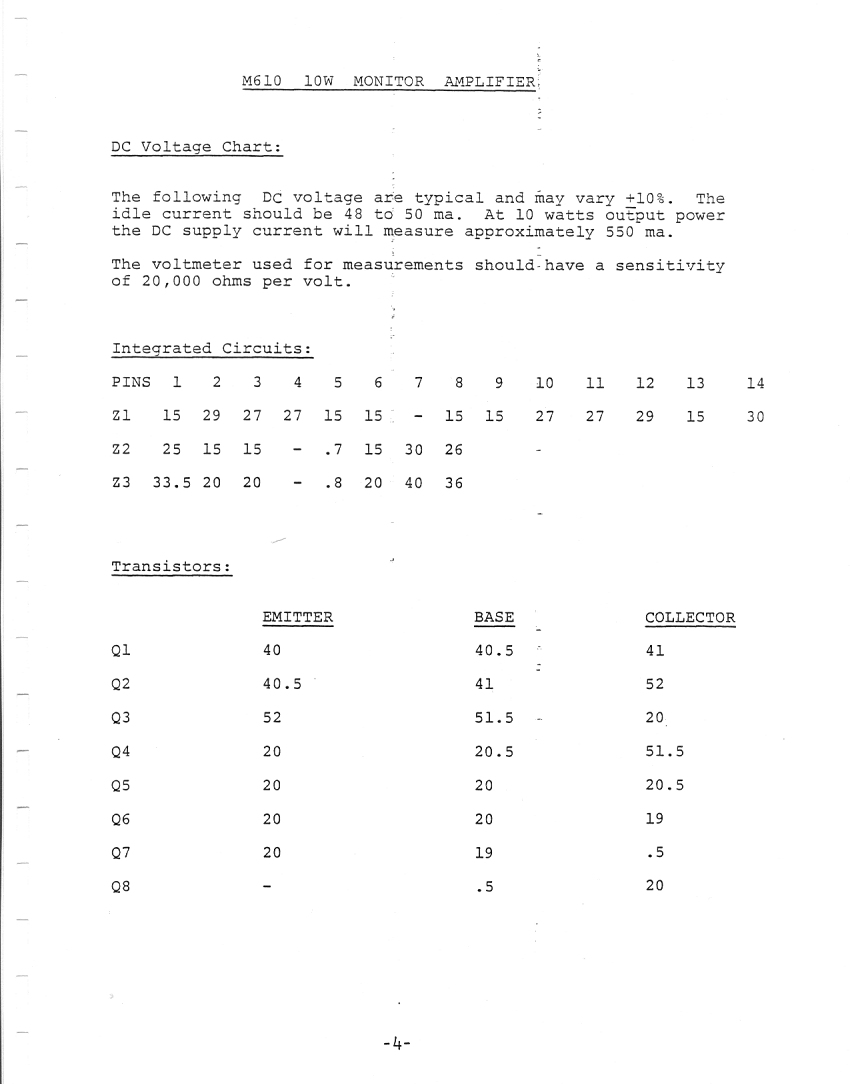 M610 10W MONITOR AMPLIFIER
DC Voltage Chart:
The following DC voltage are typical and may vary ±10%. The
idle current should be 48 to 50 ma. At 10 watts output power
the DC supply current will measure approximately 550 ma.
The voltmeter used for measurements should have a sensitivity
of 20,000 ohms per volt.
Integrated Circuits:
PINS 1 2 3 4 5 6 7 8 9 10 11 12 13 14
Z1 15 29 27 27 15 15 - 15 15 27 27 29 15 30
Z2 25 15 15 - .7 15 30 26
Z3 33.5 20 20 - .8 20 40 36
Transistors:
EMITTER BASE COLLECTOR
Q1 40 40.5 41
Q2 40.5 41 52
Q3 52 51.5 20
Q4 20 20.5 51.5
Q5 20 20 20.5
Q6 20 20 19
Q7 20 19 .5
Q8 - .5 20
-4-